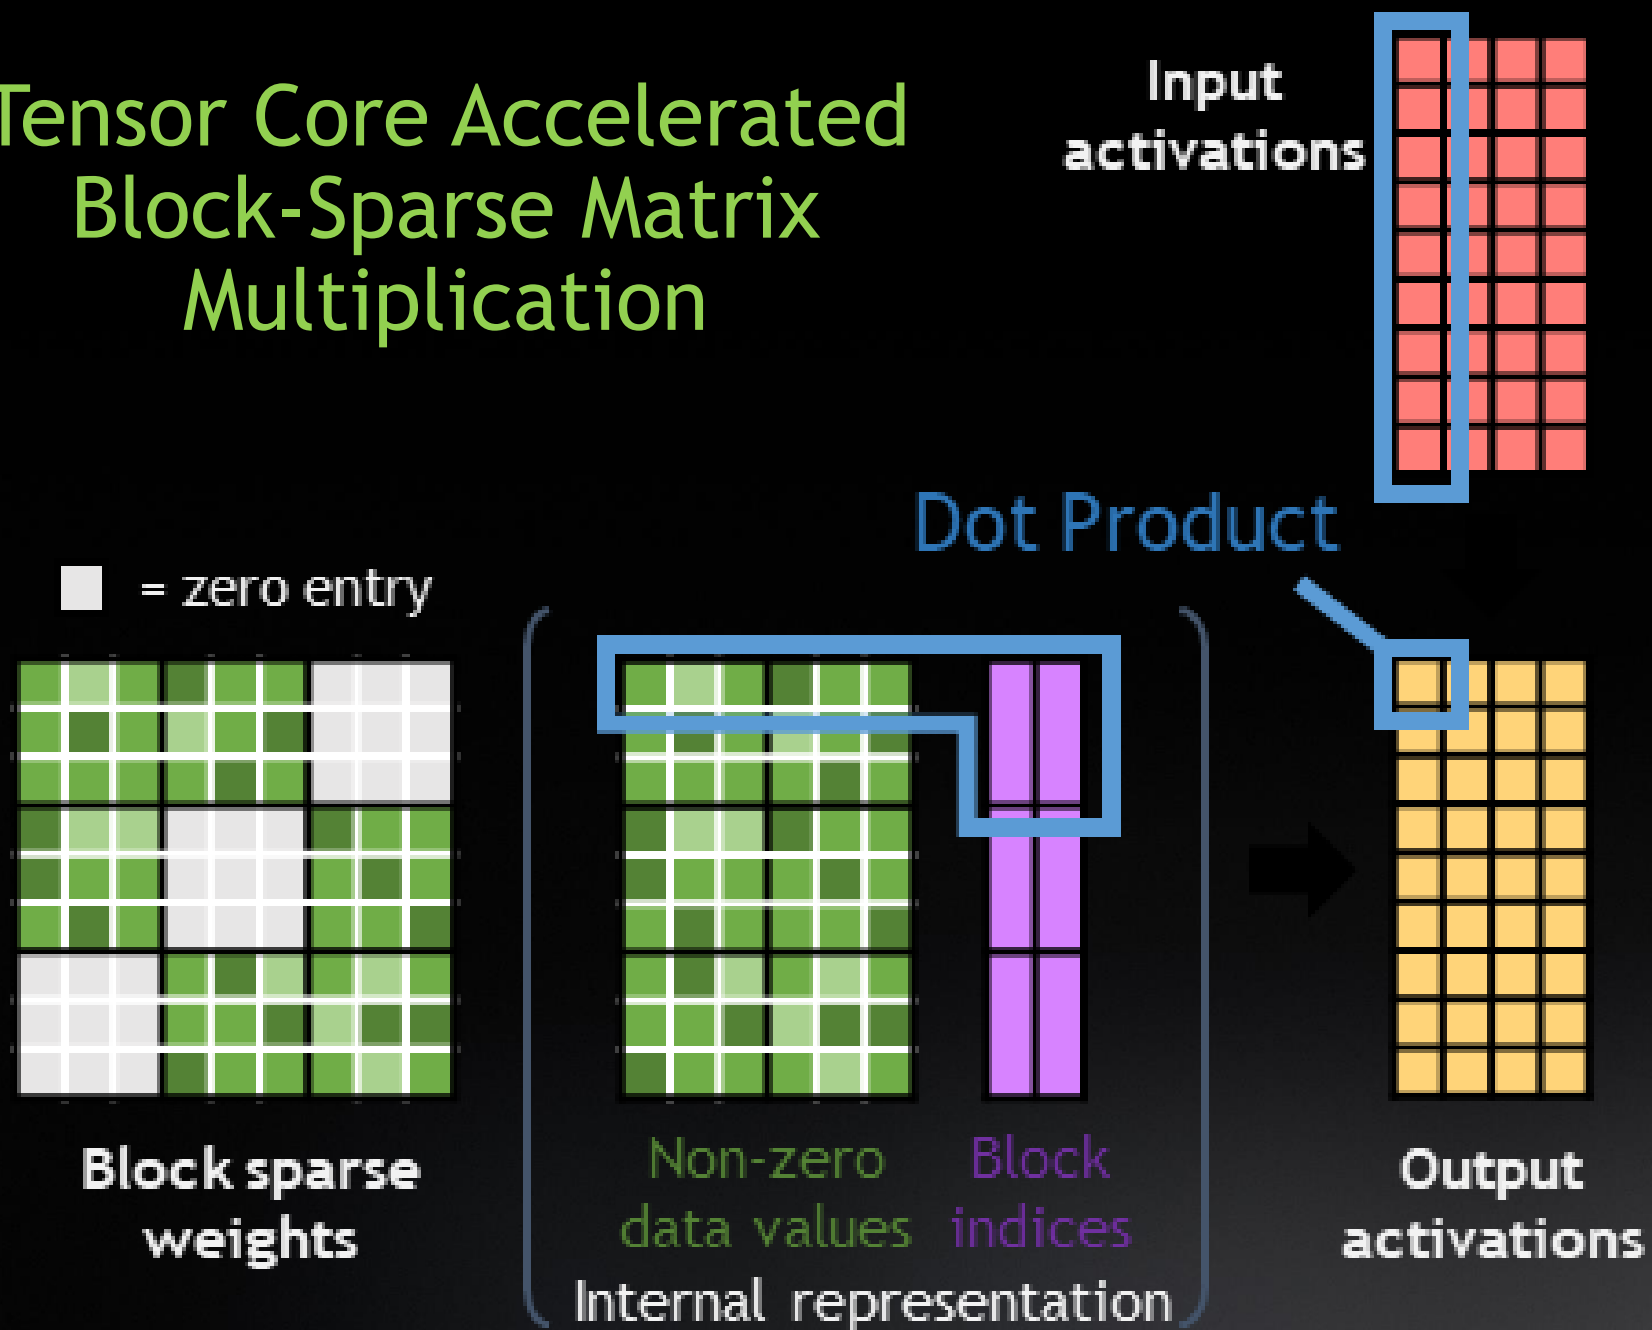 Tensor Core Accelerated
Block-Sparse Matrix
Multiplication
Input
activations
Dot Product
= zero entry
Block sparse
weights
Non-zero
data values
Block
indices
Internal representation
Output
activations